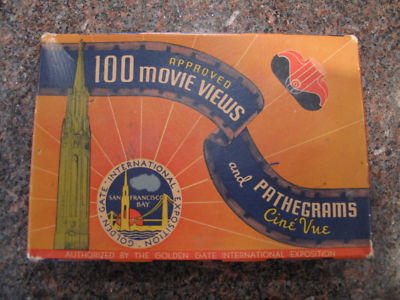 APPROVED
100 MOVIE VIEWS
and PATHEGRAMS
Ciné Vue
GOLDEN GATE INTERNATIONAL EXPOSITION
SAN FRANCISCO
BAY
AUTHORIZED BY THE GOLDEN GATE INTERNATIONAL EXPOSITION